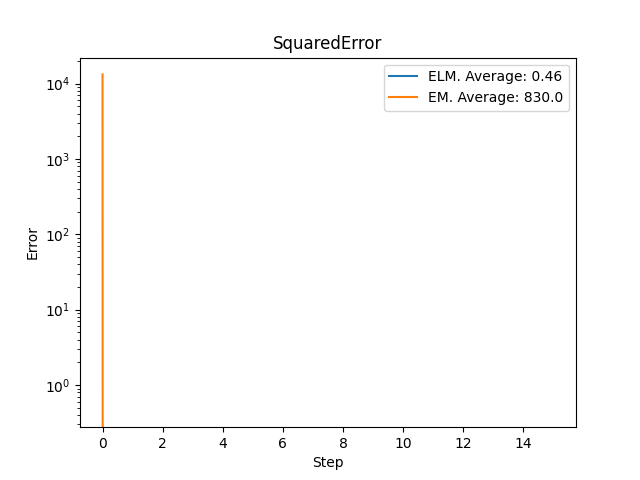 SquaredError
ELM. Average: 0.46
EM. Average: 830.0
Error
10⁴
10³
10²
10¹
10⁰
0 2 4 6 8 10 12 14
Step